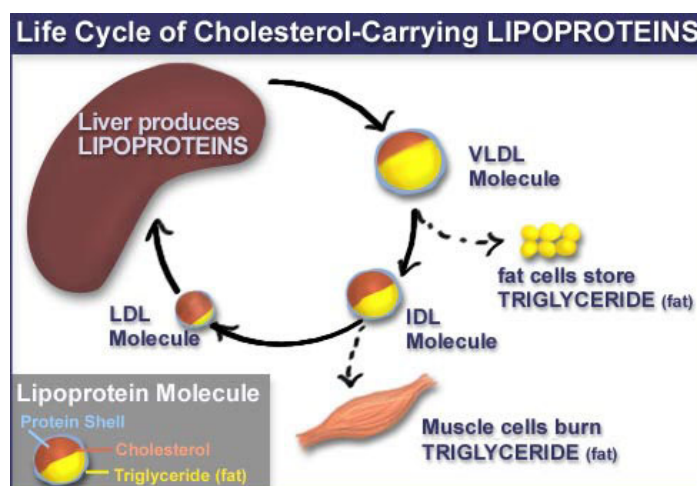 Life Cycle of Cholesterol-Carrying LIPOPROTEINS
Liver produces
LIPOPROTEINS
VLDL
Molecule
fat cells store
TRIGLYCERIDE (fat)
IDL
Molecule
LDL
Molecule
Muscle cells burn
TRIGLYCERIDE (fat)
Lipoprotein Molecule
Protein Shell
Cholesterol
Triglyceride (fat)